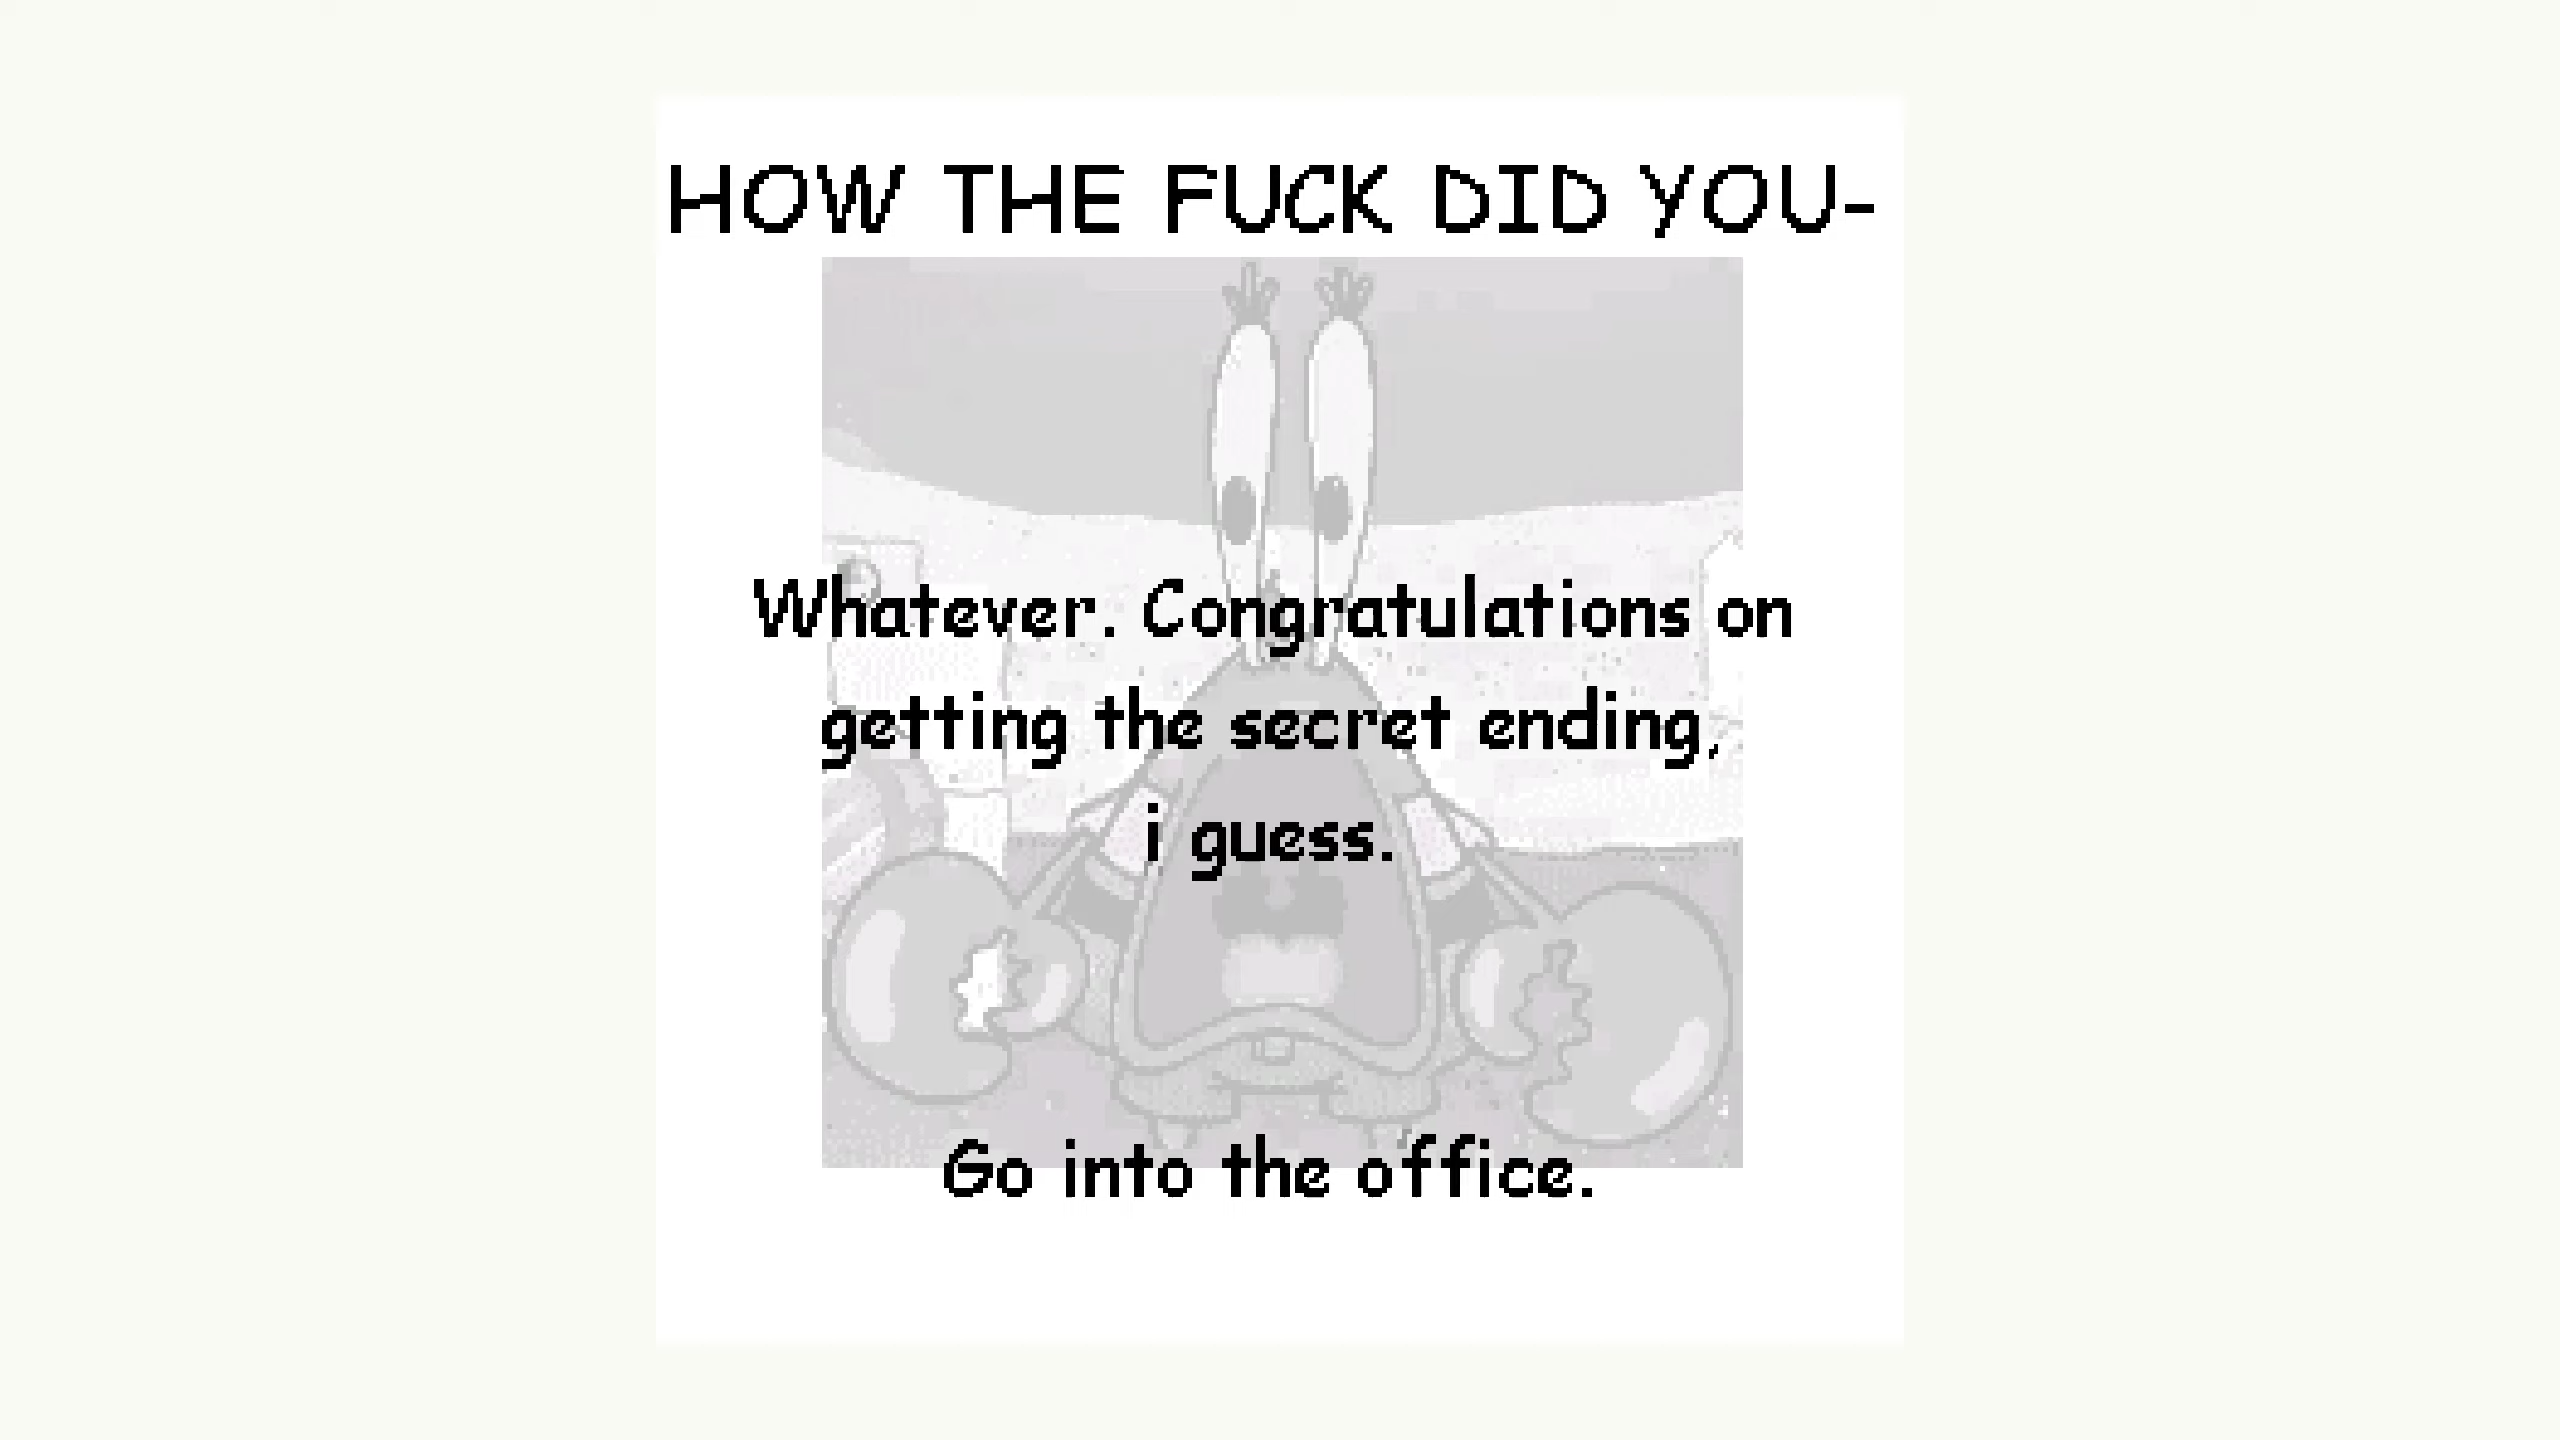 HOW THE FUCK DID YOU-
Whatever. Congratulations on
getting the secret ending,
i guess.
Go into the office.